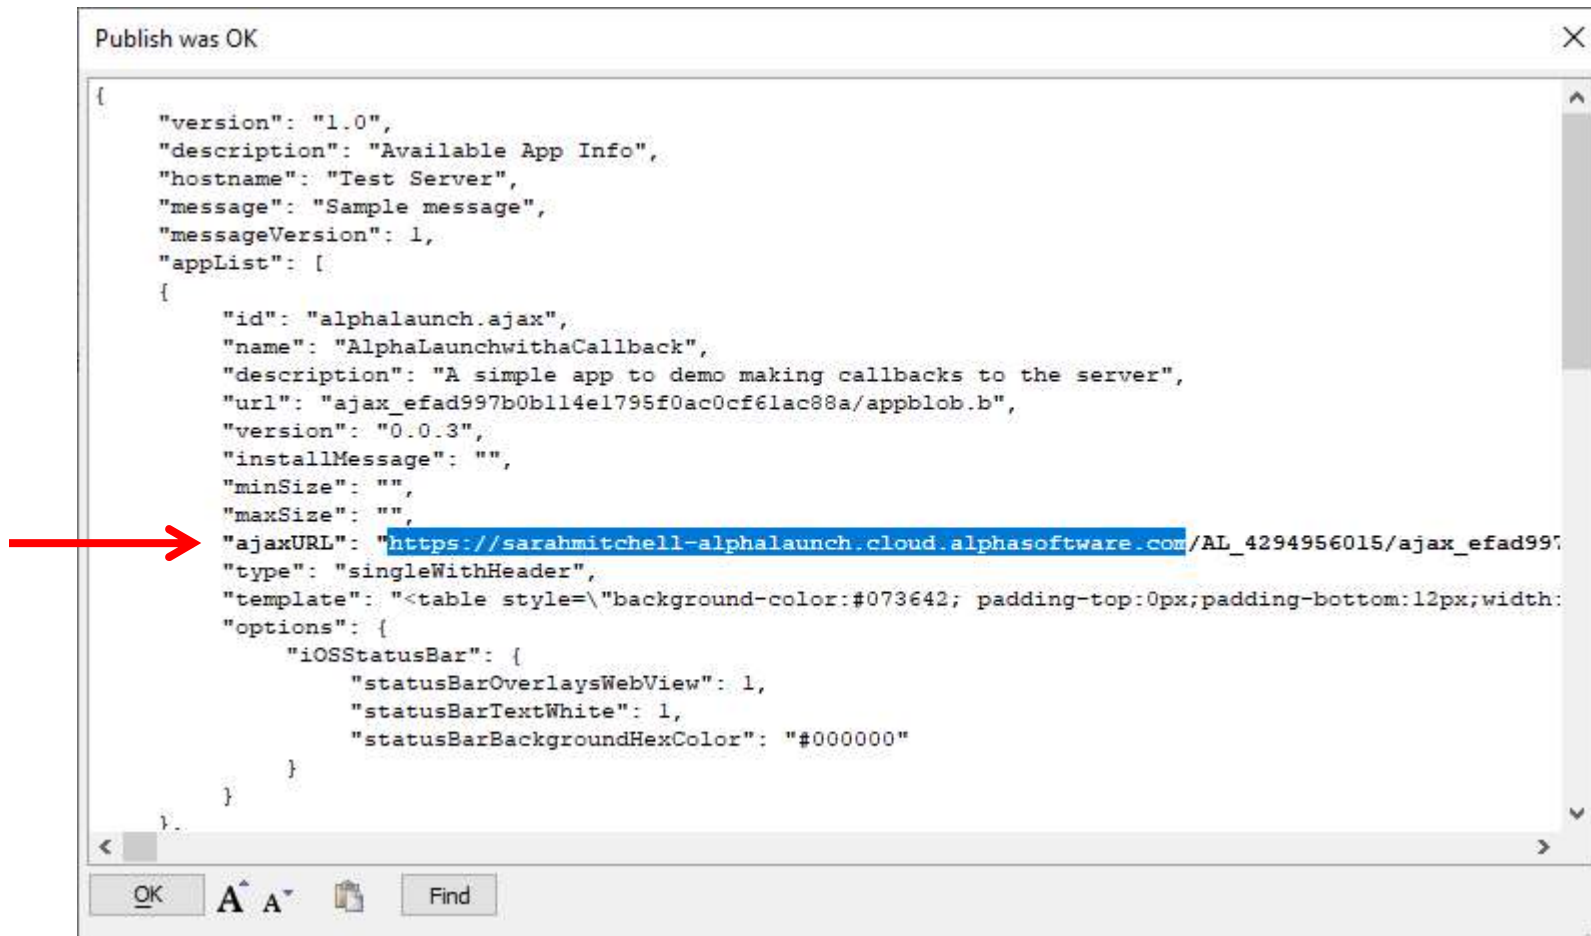 Publish was OK
{
"version": "1.0",
"description": "Available App Info",
"hostname": "Test Server",
"message": "Sample message",
"messageVersion": 1,
"appList": [
{
"id": "alphalaunch.ajax",
"name": "AlphaLaunchwithaCallback",
"description": "A simple app to demo making callbacks to the server",
"url": "ajax_efad997b0b114e1795f0ac0cf61ac88a/appblob.b",
"version": "0.0.3",
"installMessage": "",
"minSize": "",
"maxSize": "",
"ajaxURL": "https://sarahmitchell-alphalaunch.cloud.alphasoftware.com/AL_4294956015/ajax_efad997
"type": "singleWithHeader",
"template": "<table style=\"background-color:#073642; padding-top:0px;padding-bottom:12px;width:
"options": {
"iOSStatusBar": {
"statusBarOverlaysWebView": 1,
"statusBarTextWhite": 1,
"statusBarBackgroundHexColor": "#000000"
}
}
},
OK A A Find